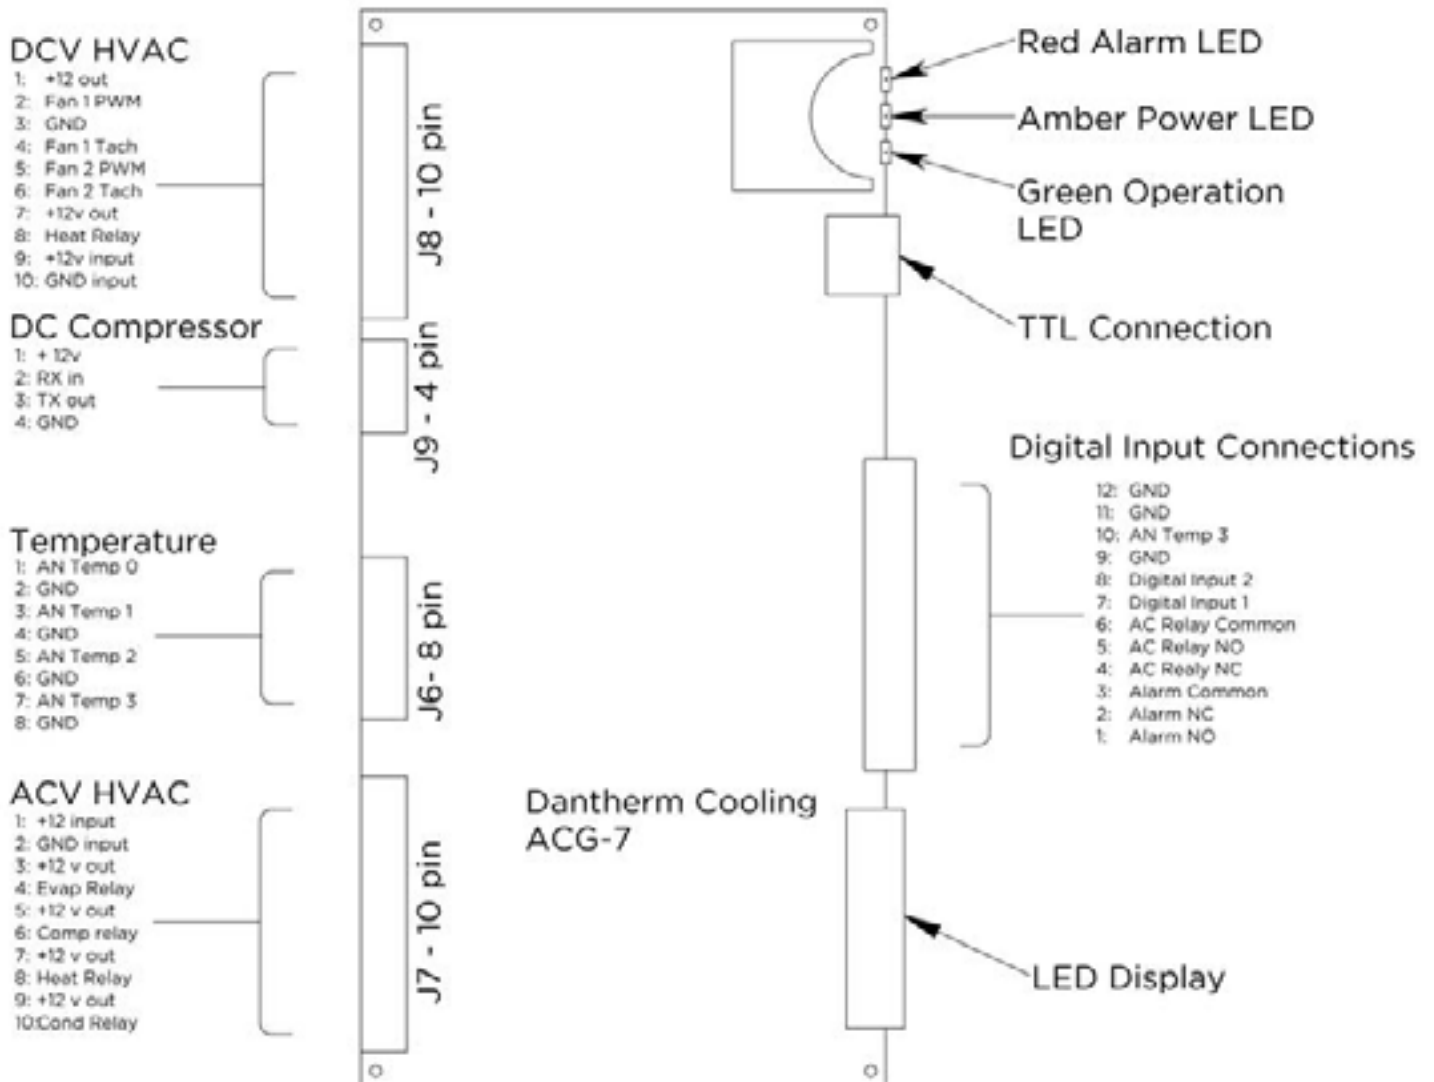 DCV HVAC
1: +12 out
2: Fan 1 PWM
3: GND
4: Fan 1 Tach
5: Fan 2 PWM
6: Fan 2 Tach
7: +12v out
8: Heat Relay
9: +12v input
10: GND input
J8 - 10 pin
DC Compressor
1: + 12v
2: RX in
3: TX out
4: GND
J9 - 4 pin
Temperature
1: AN Temp 0
2: GND
3: AN Temp 1
4: GND
5: AN Temp 2
6: GND
7: AN Temp 3
8: GND
J6- 8 pin
ACV HVAC
1: +12 input
2: GND input
3: +12 v out
4: Evap Relay
5: +12 v out
6: Comp relay
7: +12 v out
8: Heat Relay
9: +12 v out
10:Cond Relay
J7 - 10 pin
Dantherm Cooling
ACG-7
Red Alarm LED
Amber Power LED
Green Operation
LED
TTL Connection
Digital Input Connections
12: GND
11: GND
10: AN Temp 3
9: GND
8: Digital Input 2
7: Digital Input 1
6: AC Relay Common
5: AC Relay NO
4: AC Realy NC
3: Alarm Common
2: Alarm NC
1: Alarm NO
LED Display